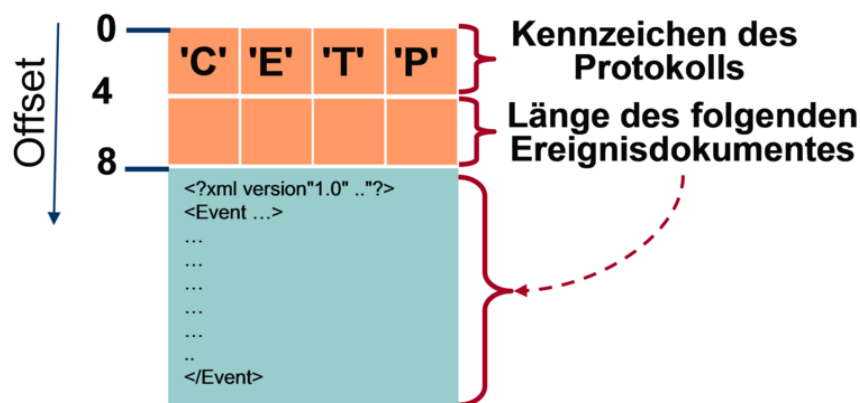 Offset
0
4
8
'C' 'E' 'T' 'P'
Kennzeichen des
Protokolls
Länge des folgenden
Ereignisdokumentes
<?xml version"1.0" .."?>
<Event …>
…
…
…
…
…
..
</Event>